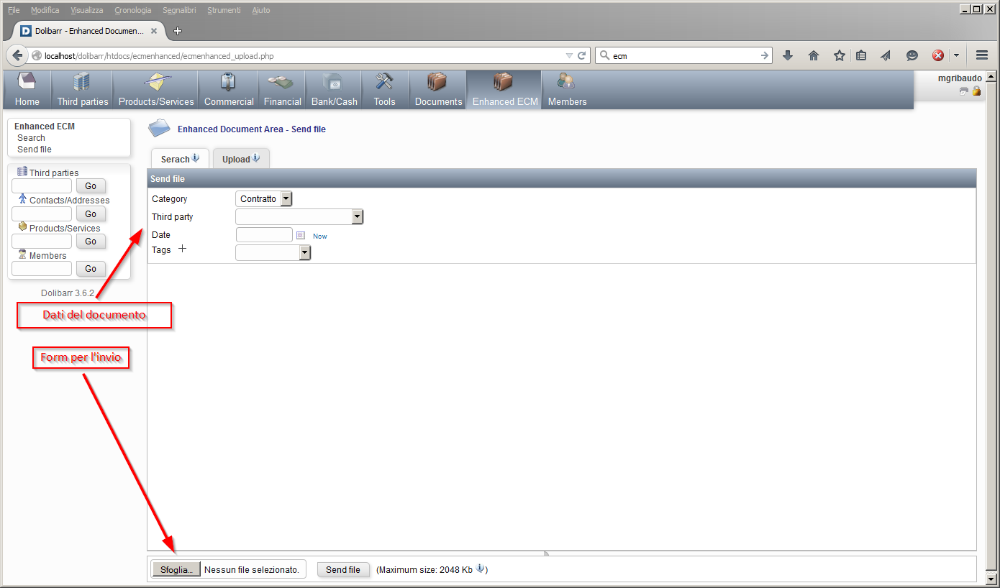 File Modifica Visualizza Cronologia Segnalibri Strumenti Aiuto
Dolibarr - Enhanced Documen...
localhost/dolibarr/htdocs/ecmenhanced/ecmenhanced_upload.php
ecm
Home Third parties Products/Services Commercial Financial Bank/Cash Tools Documents Enhanced ECM Members
mgribaudo
Enhanced ECM
Search
Send file
Third parties
Go
Contacts/Addresses
Go
Products/Services
Go
Members
Go
Dolibarr 3.6.2
Dati del documento
Form per l'invio
Enhanced Document Area - Send file
Serach Upload
Send file
Category Contratto
Third party
Date Now
Tags
Sfoglia... Nessun file selezionato. Send file (Maximum size: 2048 Kb )